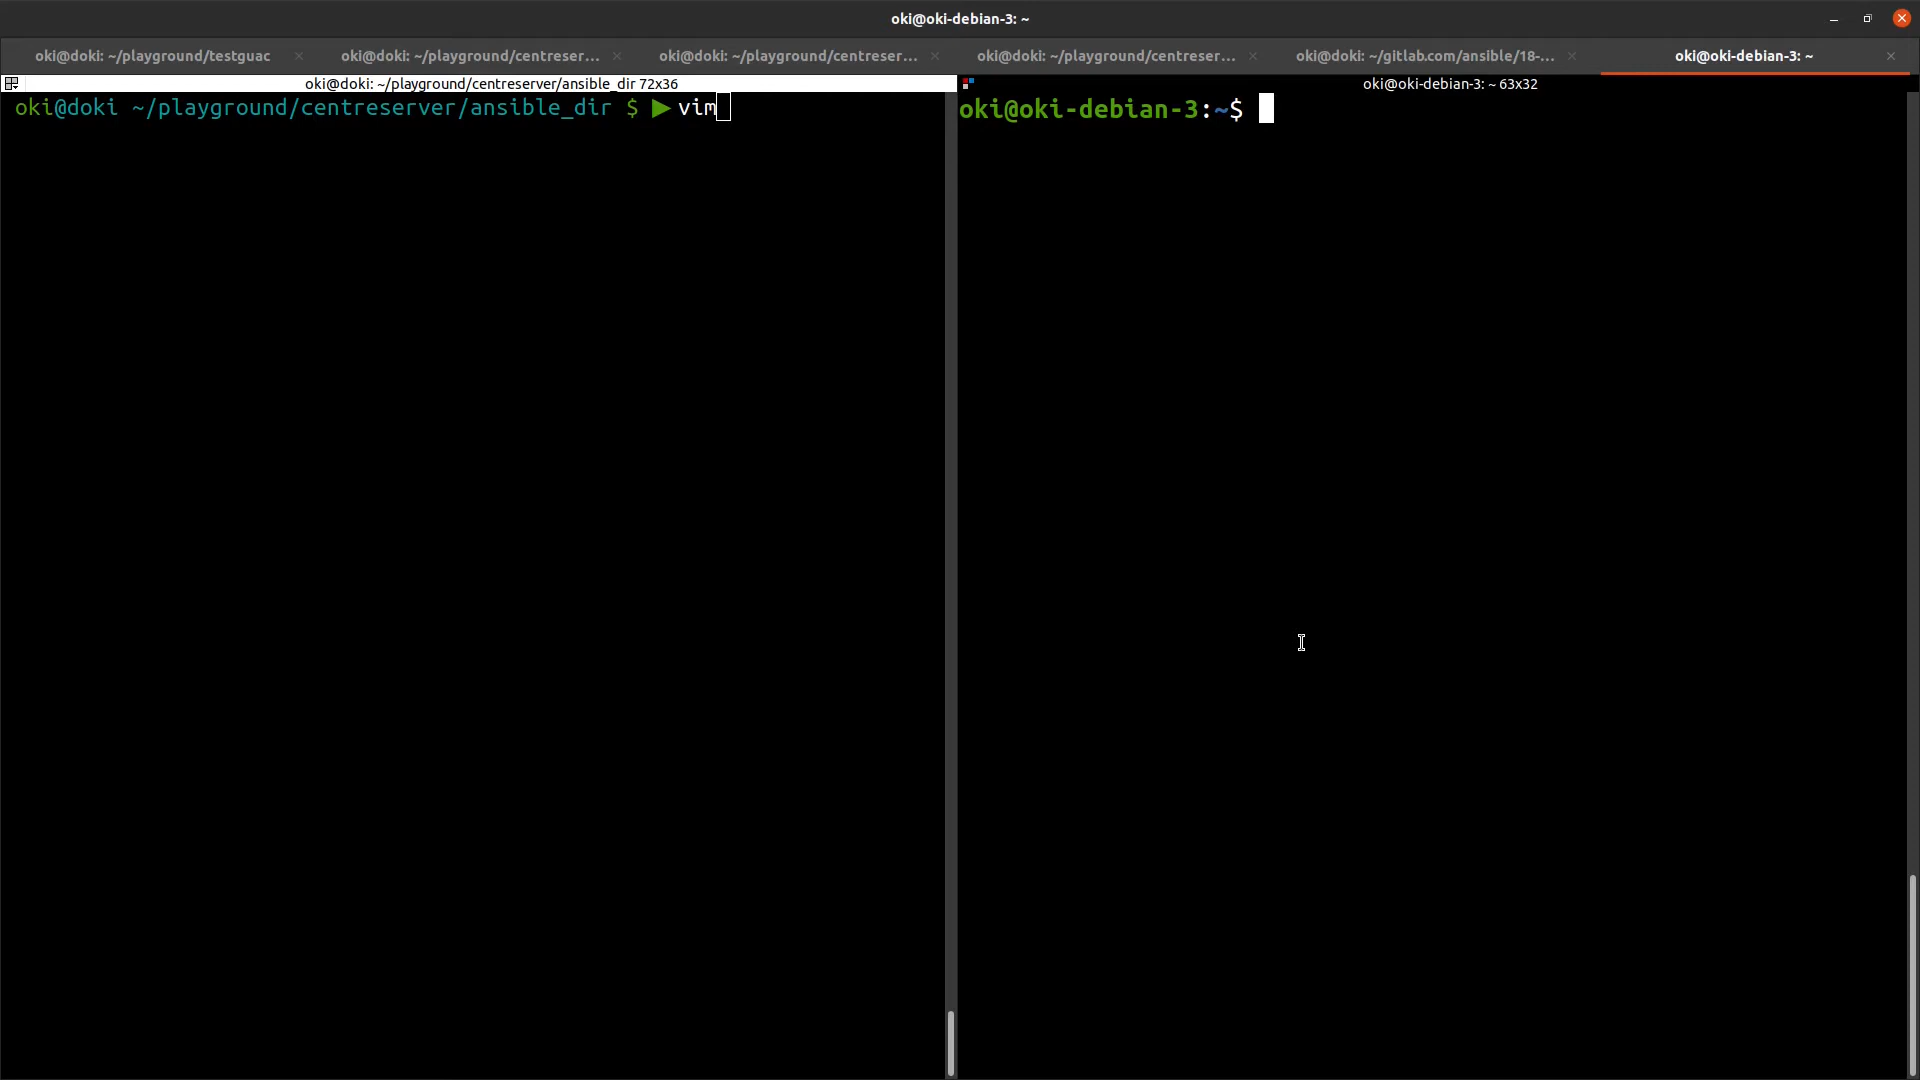 oki@oki-debian-3: ~
oki@doki: ~/playground/testguac
oki@doki: ~/playground/centreser...
oki@doki: ~/playground/centreser...
oki@doki: ~/playground/centreser...
oki@doki: ~/gitlab.com/ansible/18-...
oki@oki-debian-3: ~
oki@doki: ~/playground/centreserver/ansible_dir 72x36
oki@doki ~/playground/centreserver/ansible_dir $ ▶ vim
oki@oki-debian-3: ~ 63x32
oki@oki-debian-3:~$